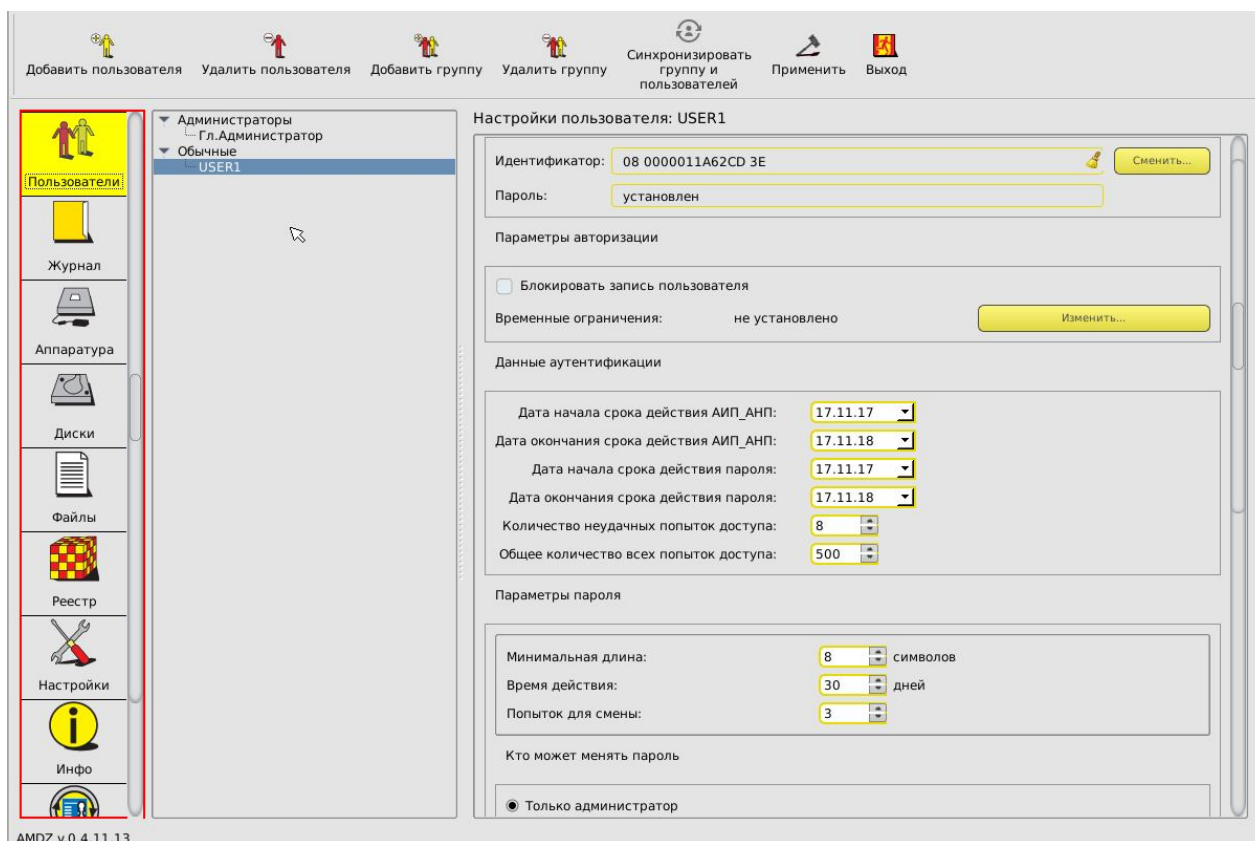 Добавить пользователя
Удалить пользователя
Добавить группу
Удалить группу
Синхронизировать
группу и
пользователей
Применить
Выход
Пользователи
Журнал
Аппаратура
Диски
Файлы
Реестр
Настройки
Инфо
Администраторы
Гл.Администратор
Обычные
USER1
Настройки пользователя: USER1
Идентификатор: 08 0000011A62CD 3E Сменить...
Пароль: установлен
Параметры авторизации
Блокировать запись пользователя
Временные ограничения: не установлено Изменить...
Данные аутентификации
Дата начала срока действия АИП_АНП: 17.11.17
Дата окончания срока действия АИП_АНП: 17.11.18
Дата начала срока действия пароля: 17.11.17
Дата окончания срока действия пароля: 17.11.18
Количество неудачных попыток доступа: 8
Общее количество всех попыток доступа: 500
Параметры пароля
Минимальная длина: 8 символов
Время действия: 30 дней
Попыток для смены: 3
Кто может менять пароль
Только администратор
AMDZ v.0.4.11.13